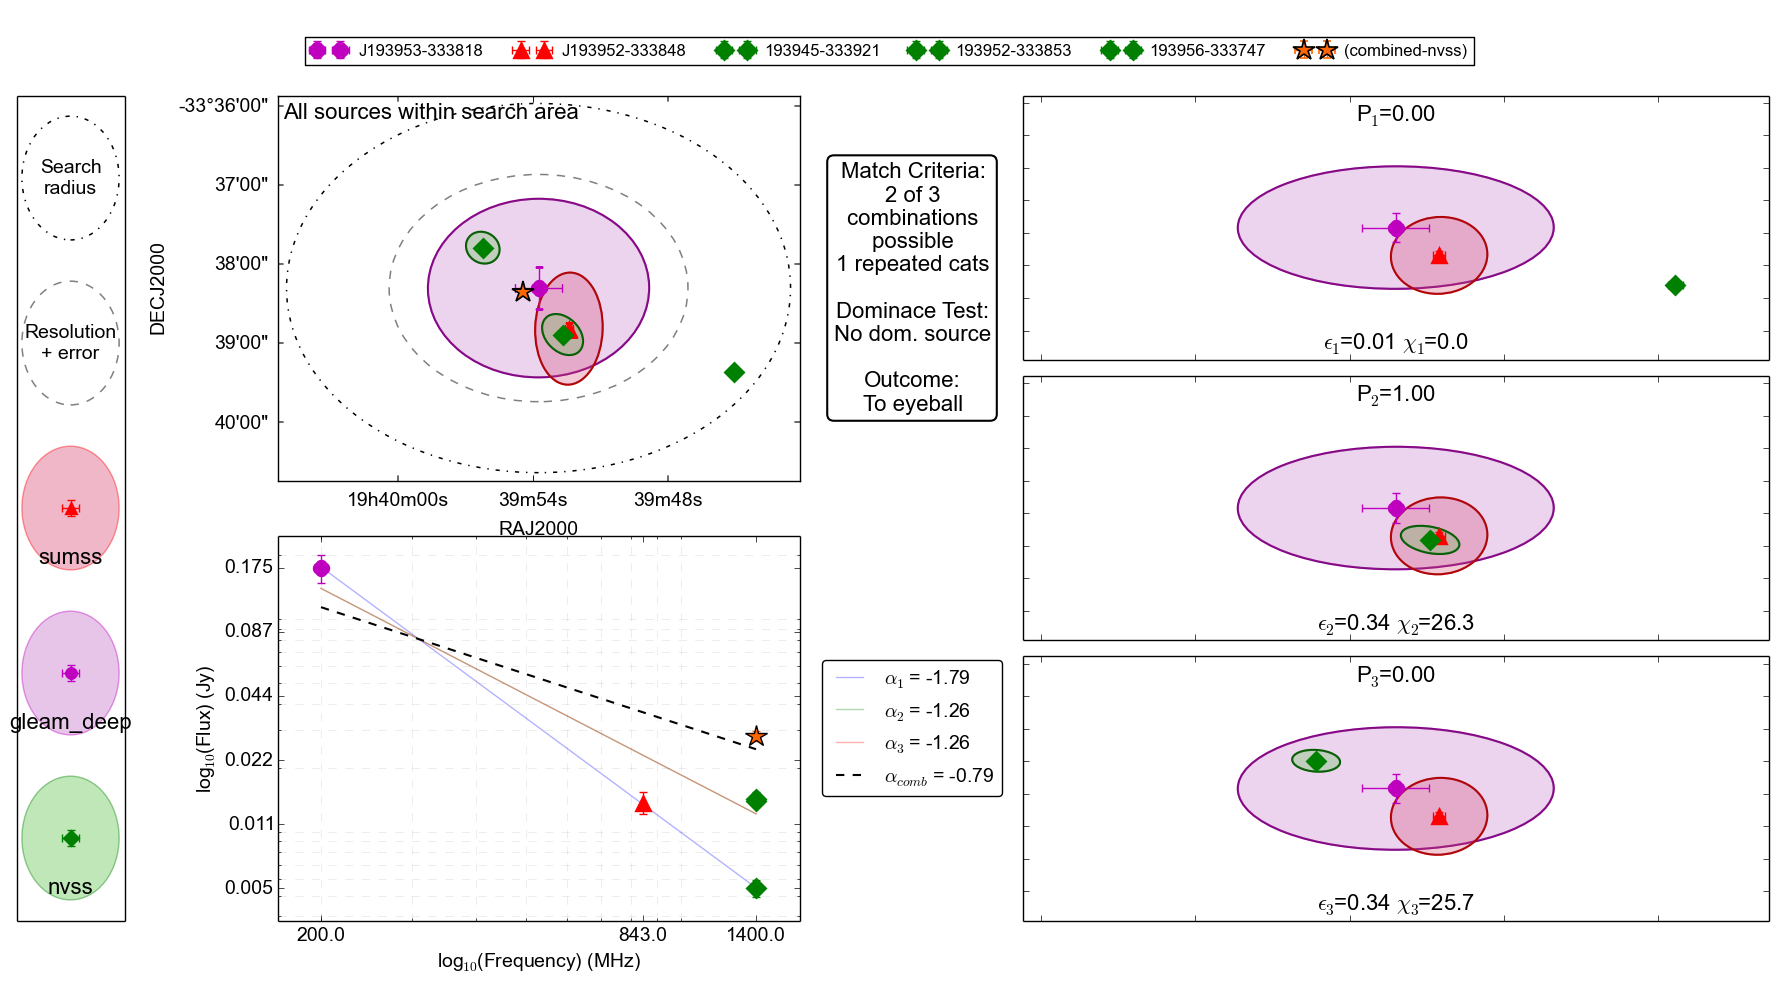 J193953-333818 J193952-333848 193945-333921 193952-333853 193956-333747 (combined-nvss)
Search
radius
Resolution
+ error
sumss
gleam_deep
nvss
All sources within search area
-33°36'00"
37'00"
38'00"
39'00"
40'00"
DECJ2000
19h40m00s 39m54s 39m48s
RAJ2000
Match Criteria:
2 of 3
combinations
possible
1 repeated cats
Dominace Test:
No dom. source
Outcome:
To eyeball
0.175
0.087
0.044
0.022
0.011
0.005
log10(Flux) (Jy)
200.0 843.0 1400.0
log10(Frequency) (MHz)
α1 = -1.79
α2 = -1.26
α3 = -1.26
αcomb = -0.79
P1=0.00
ϵ1=0.01 χ1=0.0
P2=1.00
ϵ2=0.34 χ2=26.3
P3=0.00
ϵ3=0.34 χ3=25.7